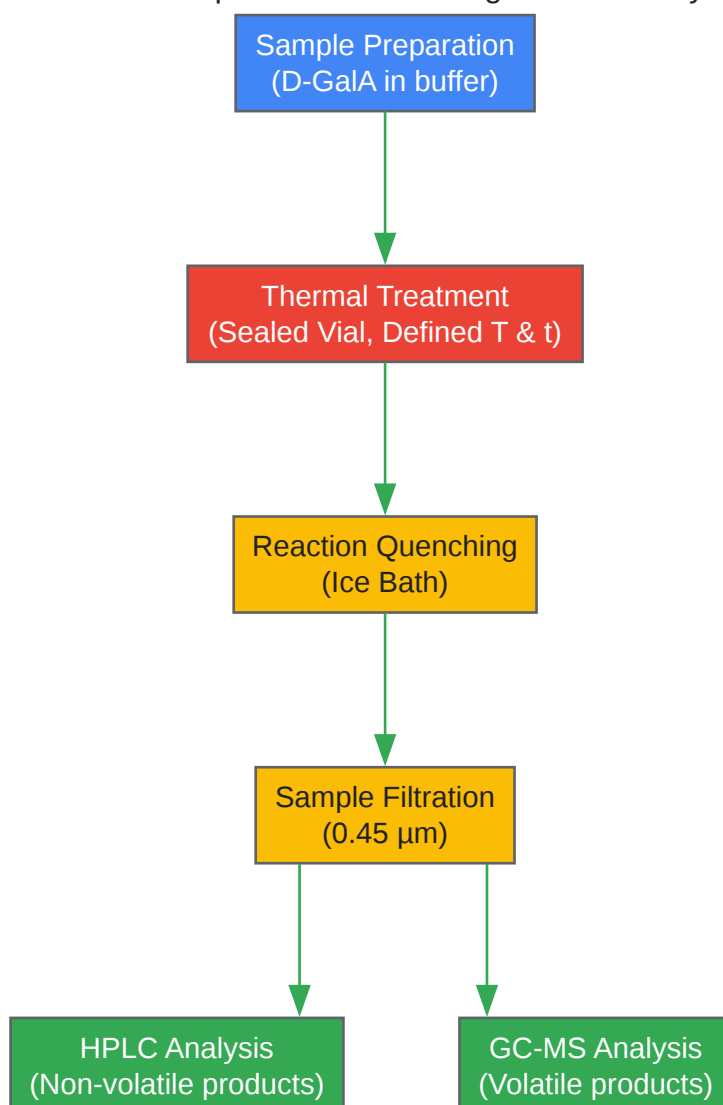 Sample Preparation
(D-GalA in buffer)
Thermal Treatment
(Sealed Vial, Defined T & t)
Reaction Quenching
(Ice Bath)
Sample Filtration
(0.45 µm)
HPLC Analysis
(Non-volatile products)
GC-MS Analysis
(Volatile products)